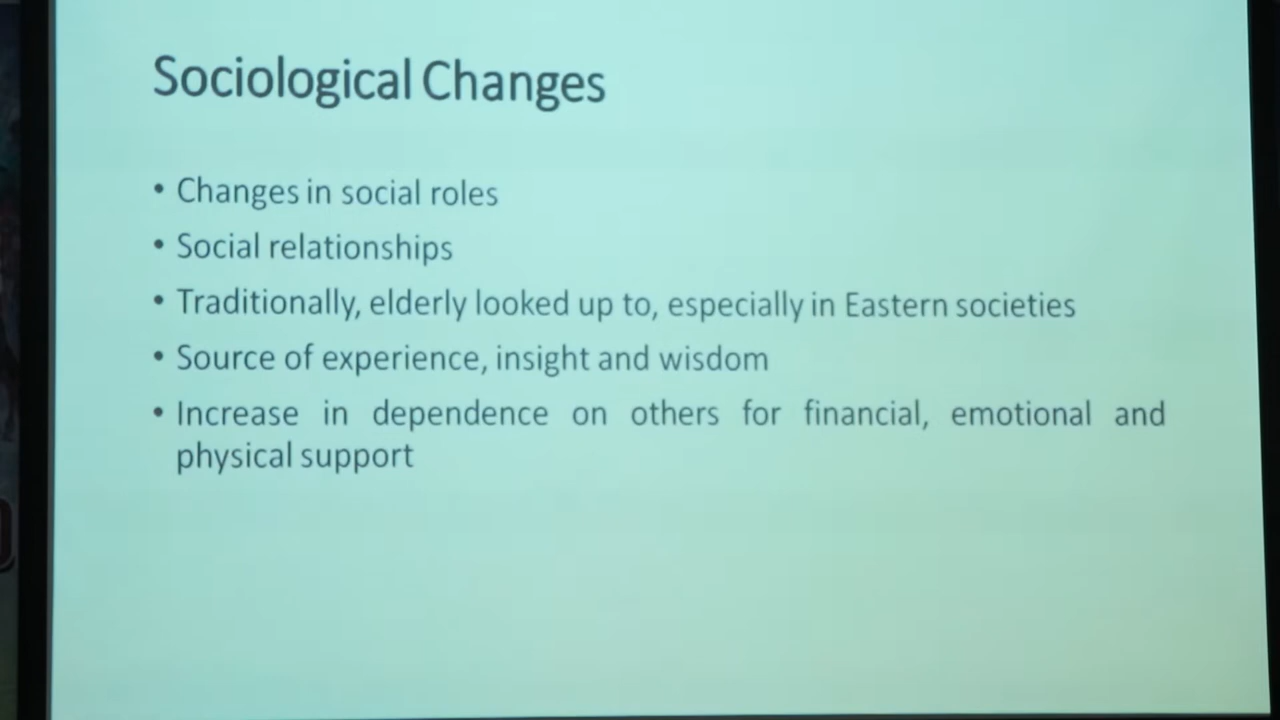 Sociological Changes
• Changes in social roles
• Social relationships
• Traditionally, elderly looked up to, especially in Eastern societies
• Source of experience, insight and wisdom
• Increase in dependence on others for financial, emotional and
physical support